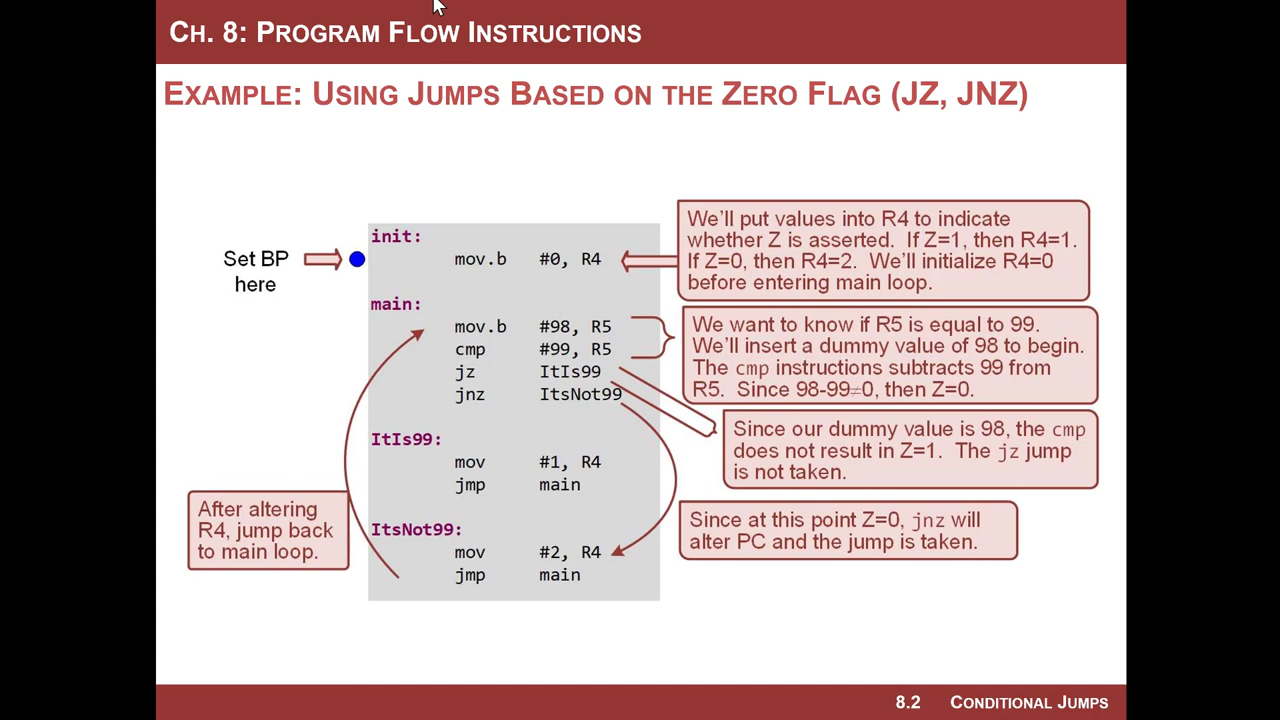 CH. 8: PROGRAM FLOW INSTRUCTIONS
EXAMPLE: USING JUMPS BASED ON THE ZERO FLAG (JZ, JNZ)
Set BP
here
init:
mov.b #0, R4
main:
mov.b #98, R5
cmp #99, R5
jz ItIs99
jnz ItsNot99
ItIs99:
mov #1, R4
jmp main
ItsNot99:
mov #2, R4
jmp main
We'll put values into R4 to indicate
whether Z is asserted. If Z=1, then R4=1.
If Z=0, then R4=2. We'll initialize R4=0
before entering main loop.
We want to know if R5 is equal to 99.
We'll insert a dummy value of 98 to begin.
The cmp instructions subtracts 99 from
R5. Since 98-99≠0, then Z=0.
Since our dummy value is 98, the cmp
does not result in Z=1. The jz jump
is not taken.
Since at this point Z=0, jnz will
alter PC and the jump is taken.
After altering
R4, jump back
to main loop.
8.2 CONDITIONAL JUMPS